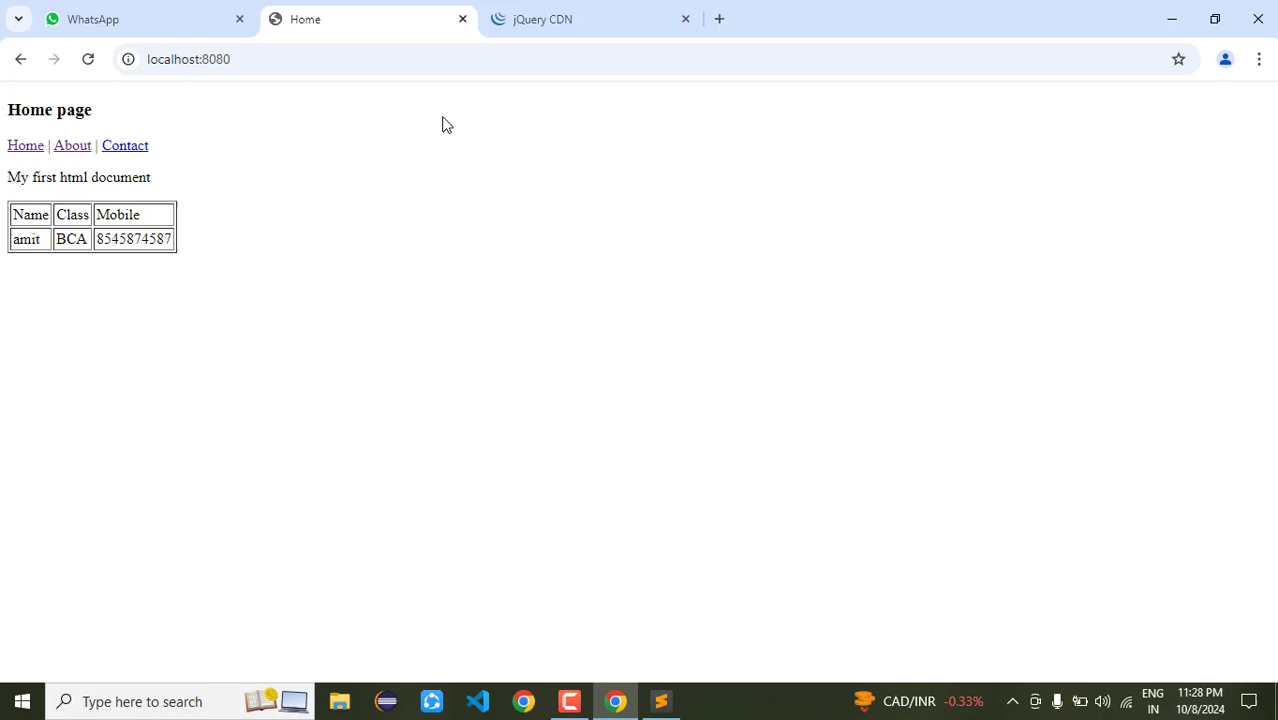 WhatsApp Home jQuery CDN
localhost:8080
Home page
Home | About | Contact
My first html document
Name Class Mobile
amit BCA 8545874587
Type here to search CAD/INR -0.33% ENG 11:28 PM
IN 10/8/2024